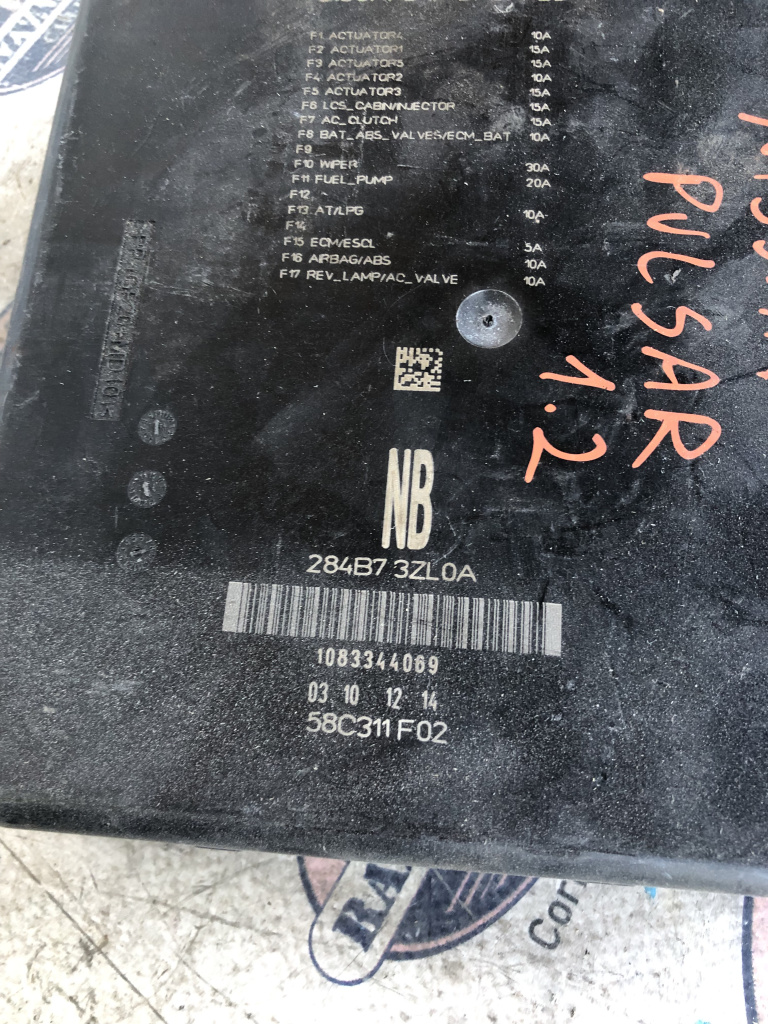 F1 ACTUATOR4 10A
F2 ACTUATOR1 15A
F3 ACTUATOR5 15A
F4 ACTUATOR2 10A
F5 ACTUATOR3 15A
F6 LCS_CABIN/INJECTOR 15A
F7 AC_CLUTCH 15A
F8 BAT_ABS_VALVES/ECM_BAT 10A
F9
F10 WIPER 30A
F11 FUEL_PUMP 20A
F12
F13 AT/LPG 10A
F14
F15 ECM/ESCL 5A
F16 AIRBAG/ABS 10A
F17 REV_LAMP/AC_VALVE 10A
PULSAR
1.2
NB
284B7 3ZL0A
1083344069
03 10 12 14
58C311F02